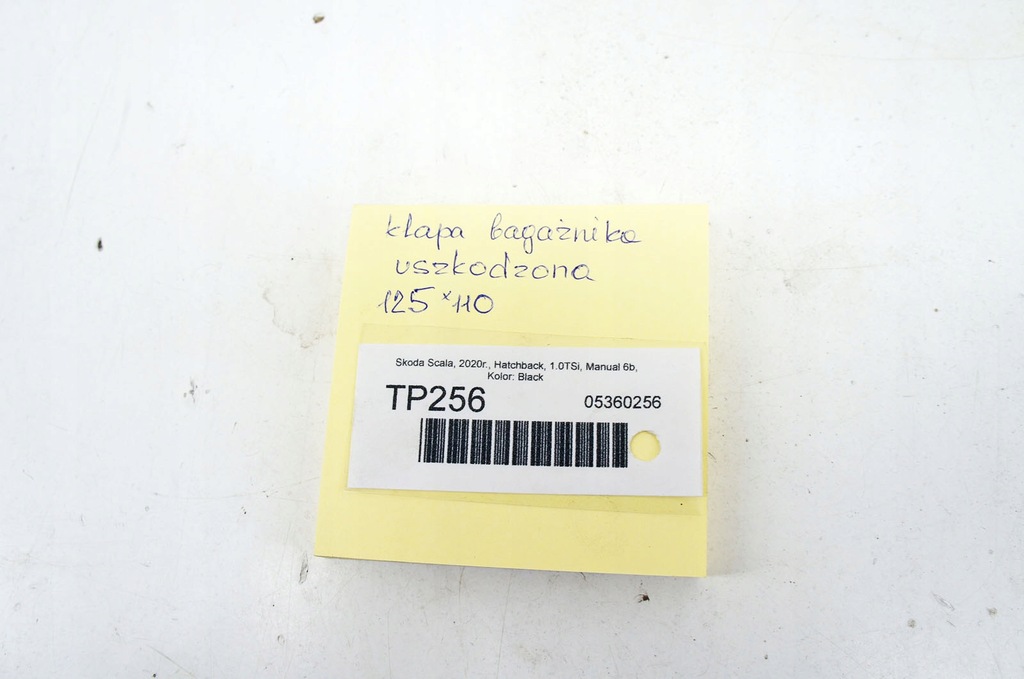 klapa bagażnika
uszkodzona
125 x 110
Skoda Scala, 2020r., Hatchback, 1.0TSi, Manual 6b,
Kolor: Black
TP256 05360256